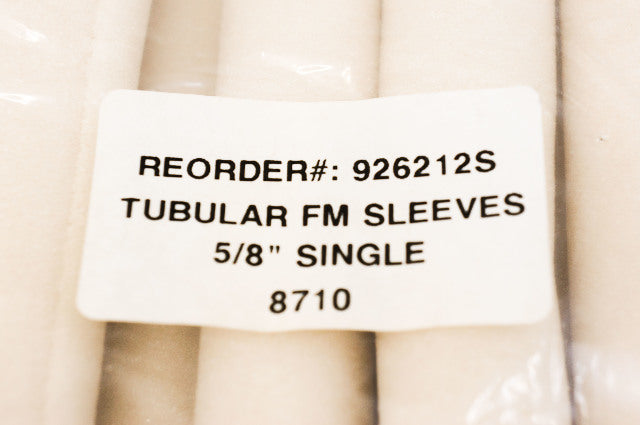 REORDER#: 926212S
TUBULAR FM SLEEVES
5/8" SINGLE
8710